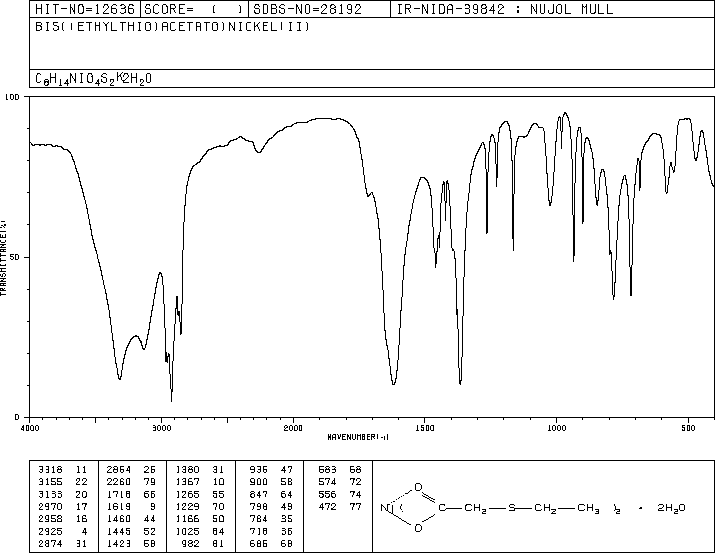 HIT-NO=12636 SCORE= ( ) SDBS-NO=28192 IR-NIDA-39842 : NUJOL MULL
BIS((ETHYLTHIO)ACETATO)NICKEL(II)
C8H14NIO4S2K2H2O
100
TRANSMITTANCE(%)
50
0
4000 3000 2000 1500 1000 500
WAVENUMBER(-1)
3318 11 2864 26 1380 31 936 47 583 68
3155 22 2260 79 1367 10 900 58 574 72
3133 20 1718 66 1265 55 847 64 556 74
2970 17 1619 9 1229 70 798 49 472 77
2958 16 1460 44 1166 50 784 35
2925 4 1445 52 1025 64 718 36
2874 31 1423 60 982 81 686 68
O
Ni( C — CH2 — S — CH2 — CH3 )2 · 2H2O
O